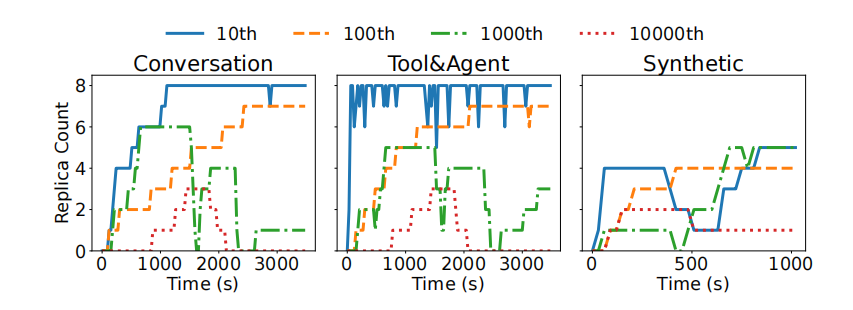 10th 100th 1000th 10000th
Conversation Tool&Agent Synthetic
Replica Count
8
6
4
2
0
0 1000 2000 3000 0 1000 2000 3000 0 500 1000
Time (s) Time (s) Time (s)